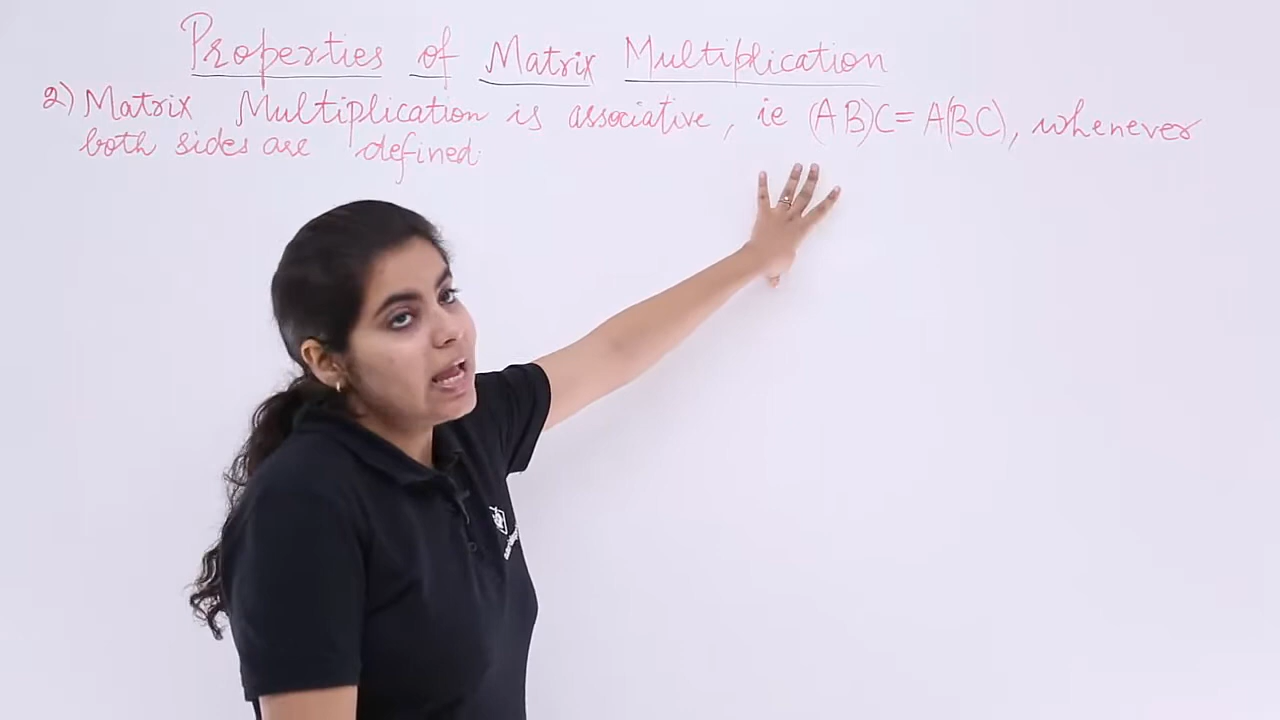 Properties of Matrix Multiplication
2) Matrix Multiplication is associative, ie (AB)C = A(BC), whenever
both sides are defined.